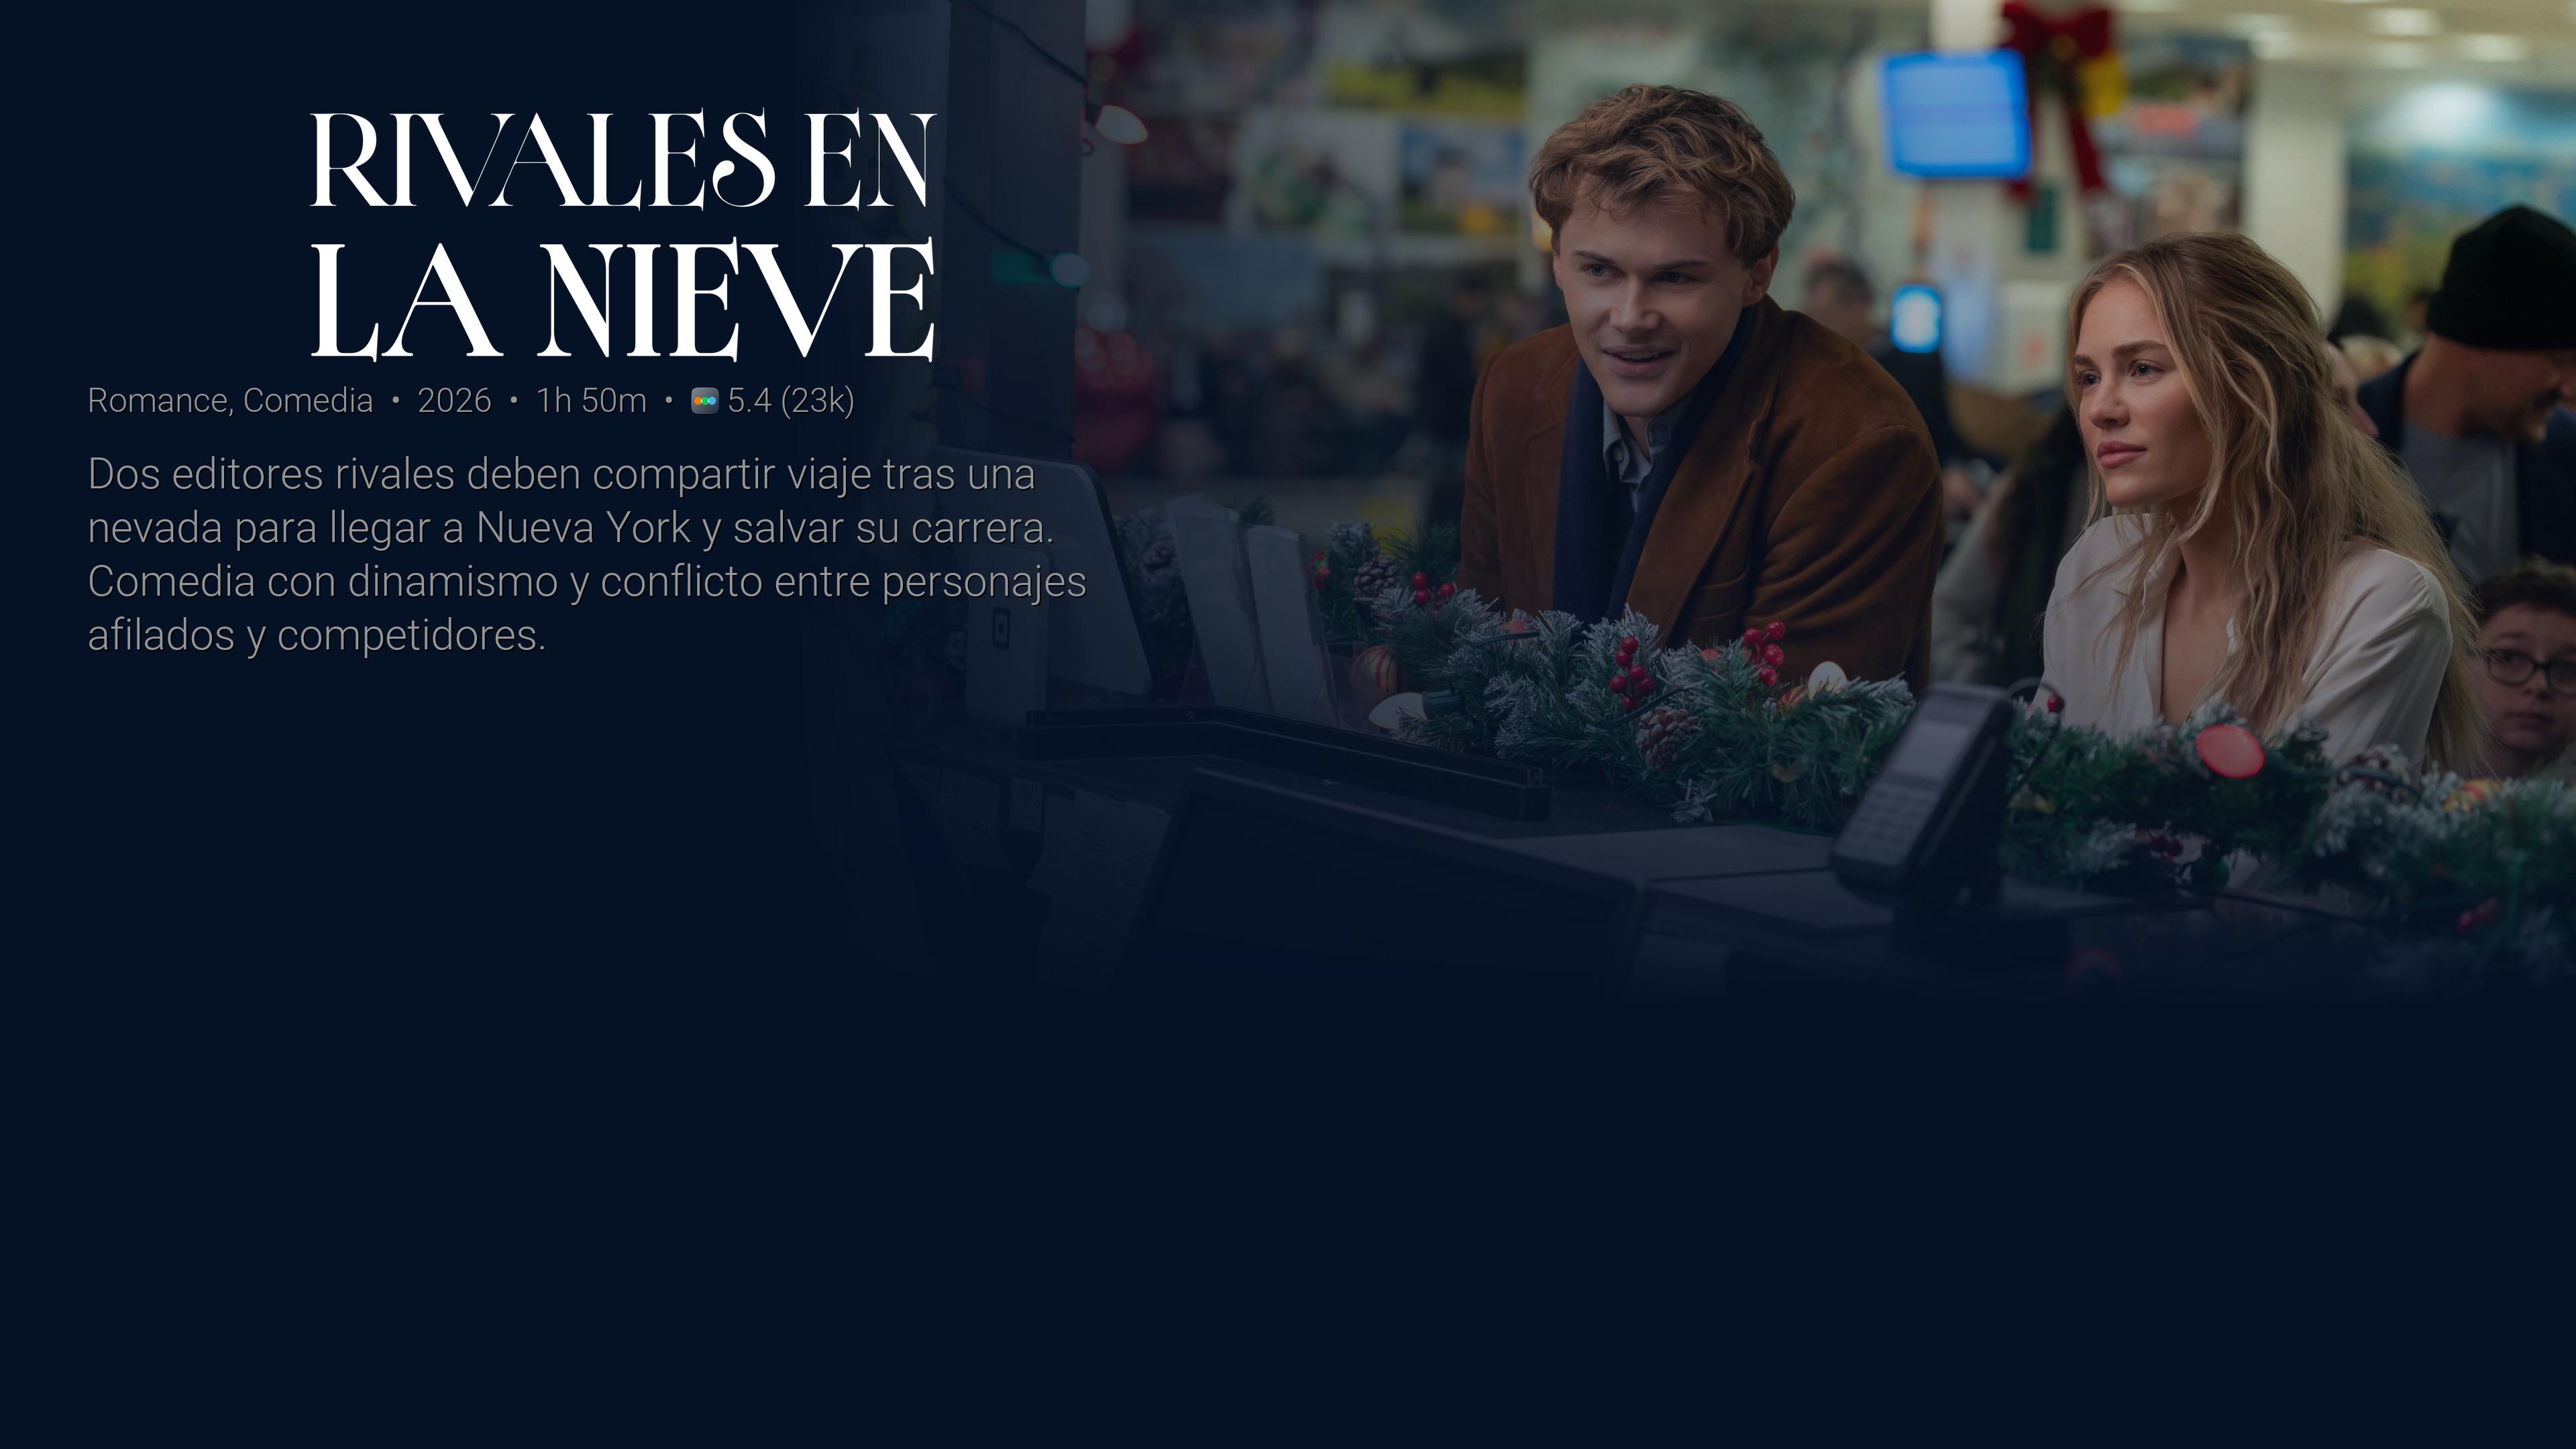 RIVALES EN
LA NIEVE
Romance, Comedia • 2026 • 1h 50m • 5.4 (23k)
Dos editores rivales deben compartir viaje tras una
nevada para llegar a Nueva York y salvar su carrera.
Comedia con dinamismo y conflicto entre personajes
afilados y competidores.